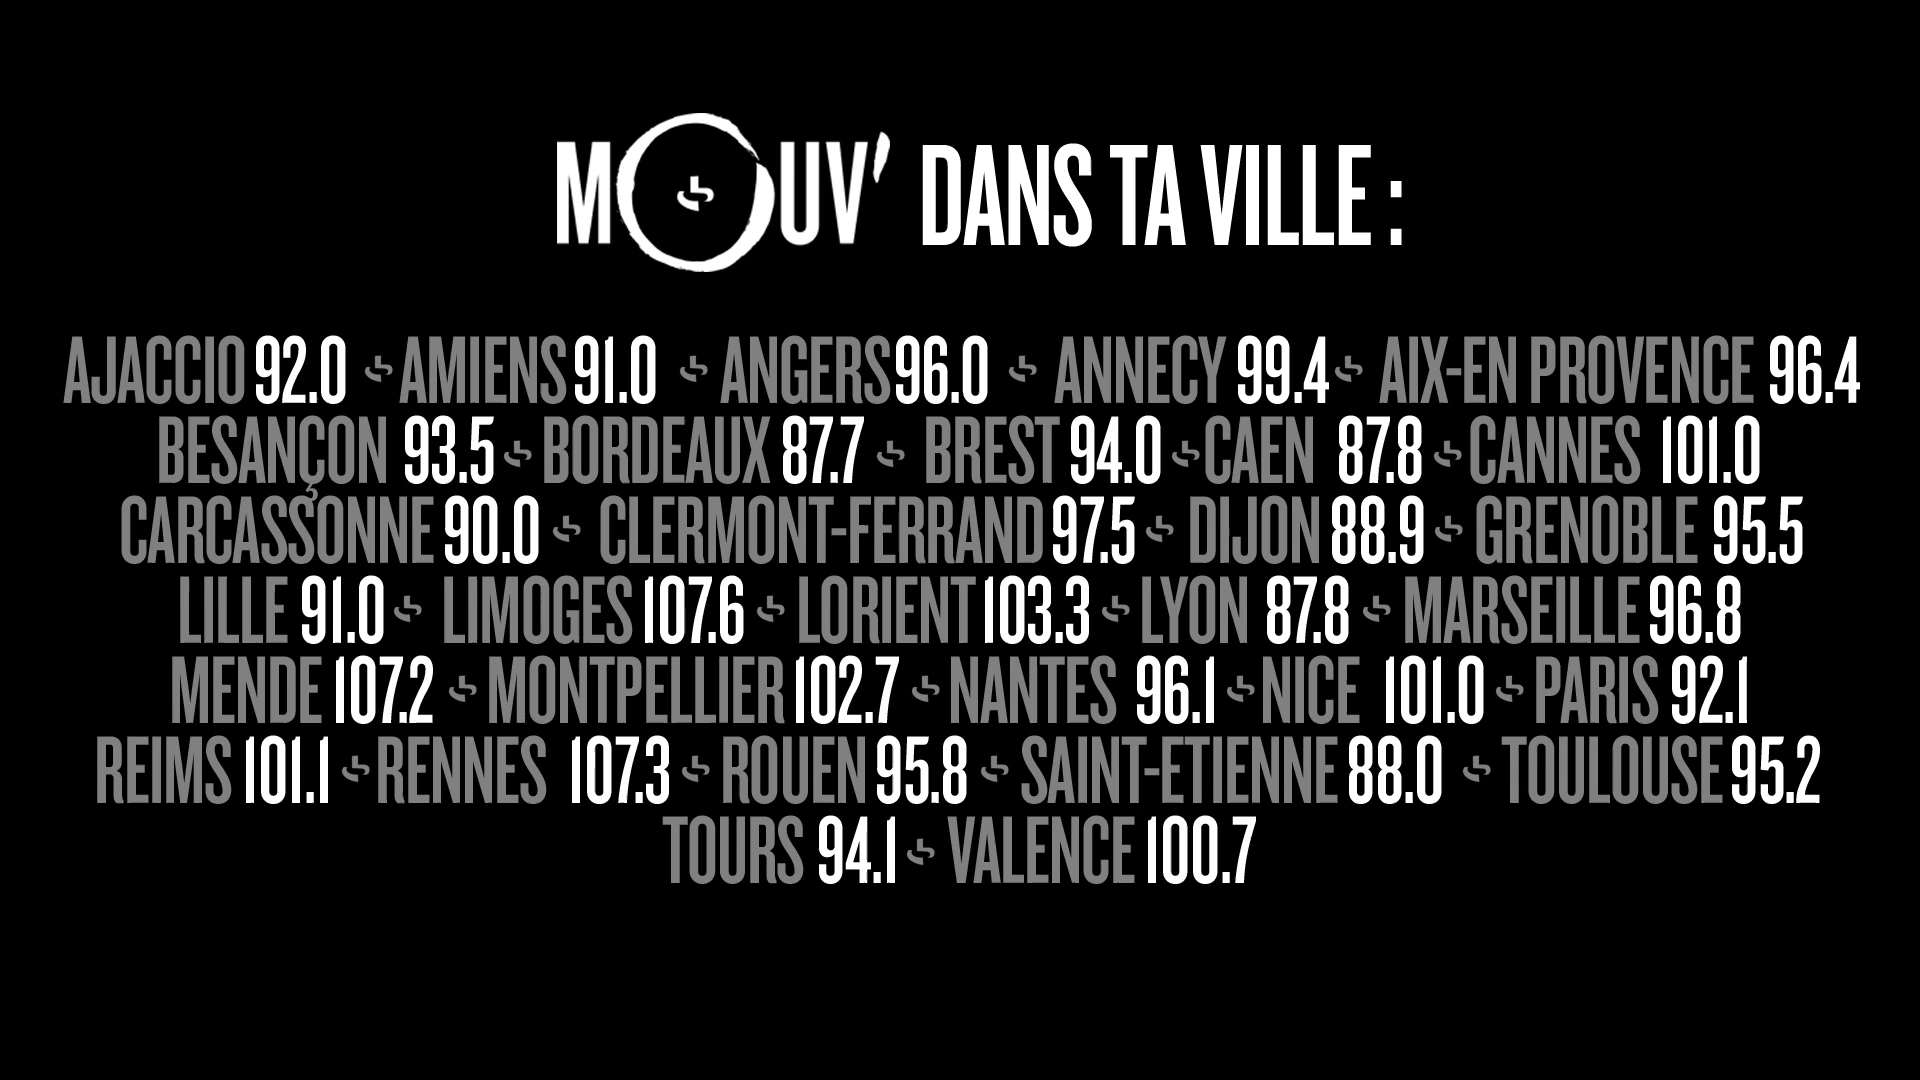 MOUV' DANS TA VILLE :
AJACCIO 92.0 AMIENS 91.0 ANGERS 96.0 ANNECY 99.4 AIX-EN PROVENCE 96.4
BESANÇON 93.5 BORDEAUX 87.7 BREST 94.0 CAEN 87.8 CANNES 101.0
CARCASSONNE 90.0 CLERMONT-FERRAND 97.5 DIJON 88.9 GRENOBLE 95.5
LILLE 91.0 LIMOGES 107.6 LORIENT 103.3 LYON 87.8 MARSEILLE 96.8
MENDE 107.2 MONTPELLIER 102.7 NANTES 96.1 NICE 101.0 PARIS 92.1
REIMS 101.1 RENNES 107.3 ROUEN 95.8 SAINT-ETIENNE 88.0 TOULOUSE 95.2
TOURS 94.1 VALENCE 100.7